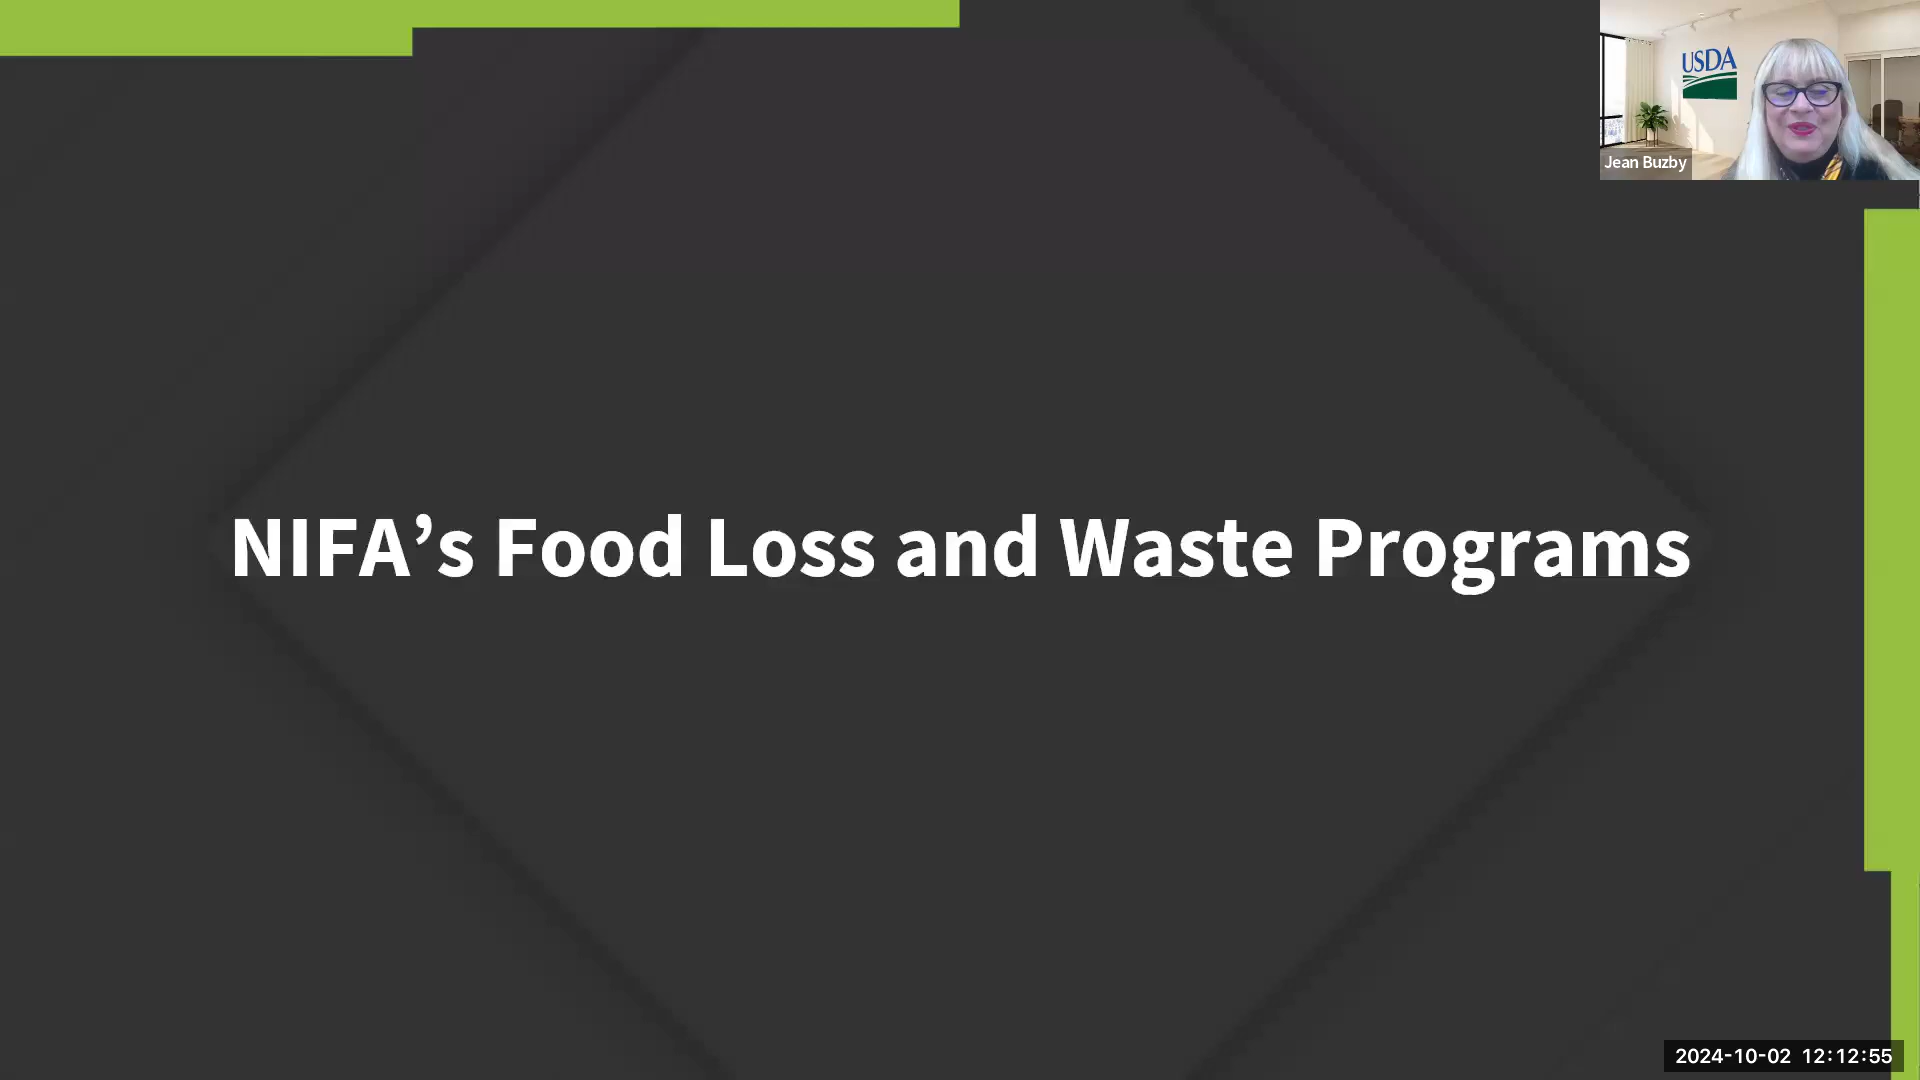 USDA
Jean Buzby
NIFA’s Food Loss and Waste Programs
2024-10-02 12:12:55